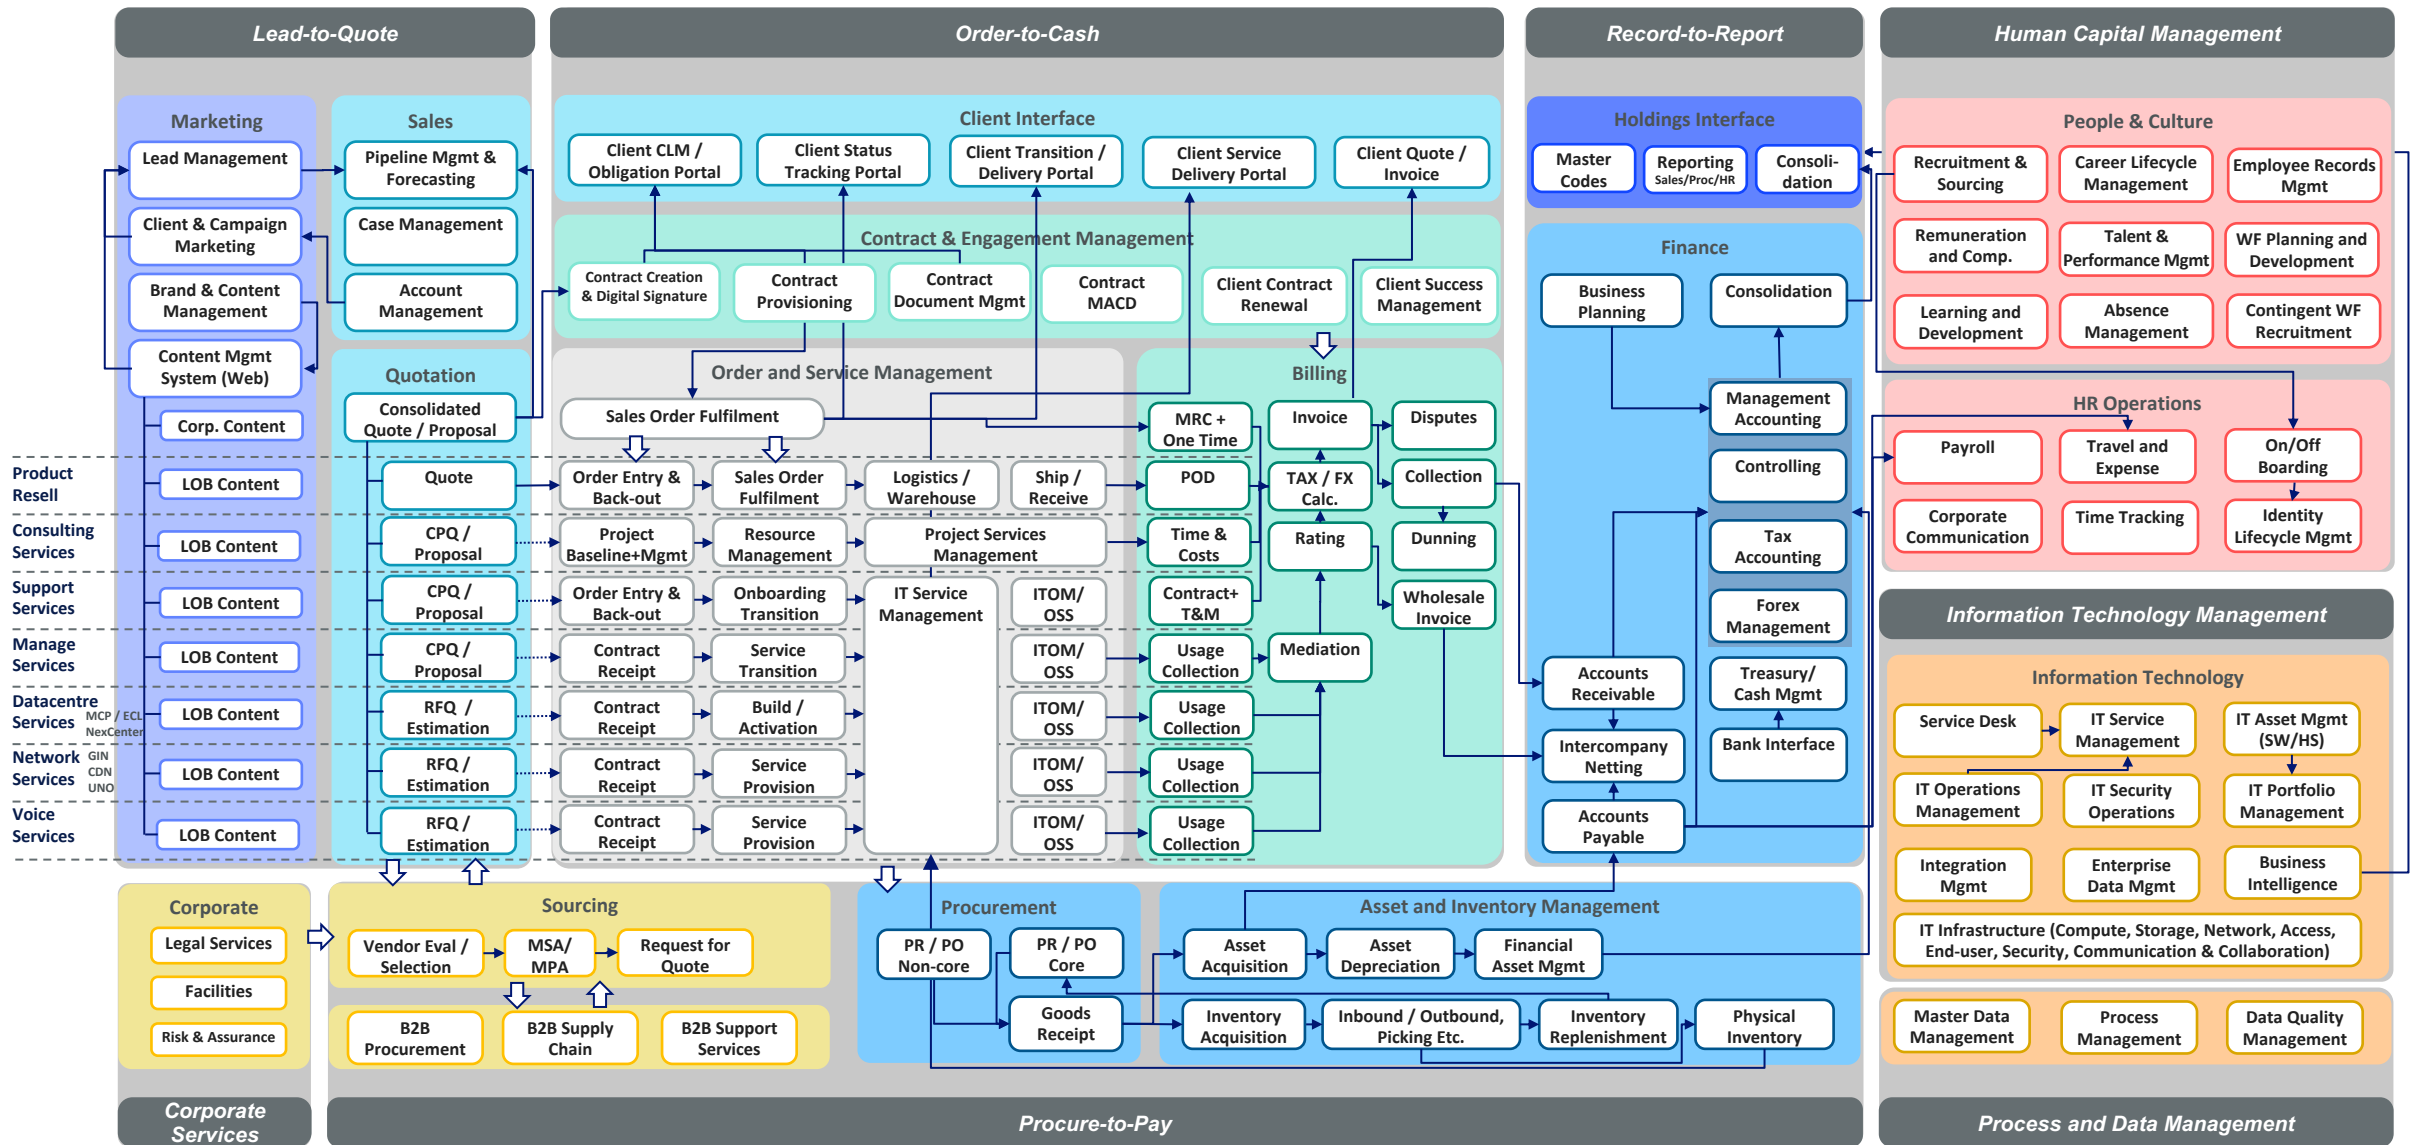 Lead-to-Quote
Order-to-Cash
Record-to-Report
Human Capital Management
Marketing
Lead Management
Client & Campaign
Marketing
Brand & Content
Management
Content Mgmt
System (Web)
Corp. Content
LOB Content
LOB Content
LOB Content
LOB Content
LOB Content
LOB Content
LOB Content
Sales
Pipeline Mgmt &
Forecasting
Case Management
Account
Management
Quotation
Consolidated
Quote / Proposal
Quote
CPQ /
Proposal
CPQ /
Proposal
CPQ /
Proposal
RFQ /
Estimation
RFQ /
Estimation
RFQ /
Estimation
Product
Resell
Consulting
Services
Support
Services
Manage
Services
Datacentre
Services
MCP / ECL
NexCenter
Network
Services
GIN
CDN
UNO
Voice
Services
Client Interface
Client CLM /
Obligation Portal
Client Status
Tracking Portal
Client Transition /
Delivery Portal
Client Service
Delivery Portal
Client Quote /
Invoice
Contract & Engagement Management
Contract Creation
& Digital Signature
Contract
Provisioning
Contract
Document Mgmt
Contract
MACD
Client Contract
Renewal
Client Success
Management
Order and Service Management
Sales Order Fulfilment
Order Entry &
Back-out
Sales Order
Fulfilment
Logistics /
Warehouse
Ship /
Receive
Project
Baseline+Mgmt
Resource
Management
Project Services
Management
Order Entry &
Back-out
Onboarding
Transition
IT Service
Management
ITOM/
OSS
Contract
Receipt
Service
Transition
ITOM/
OSS
Contract
Receipt
Build /
Activation
ITOM/
OSS
Contract
Receipt
Service
Provision
ITOM/
OSS
Contract
Receipt
Service
Provision
ITOM/
OSS
Billing
MRC +
One Time
Invoice
Disputes
POD
TAX / FX
Calc.
Collection
Time &
Costs
Rating
Dunning
Contract+
T&M
Wholesale
Invoice
Usage
Collection
Mediation
Usage
Collection
Usage
Collection
Usage
Collection
Holdings Interface
Master
Codes
Reporting
Sales/Proc/HR
Consoli-
dation
Finance
Business
Planning
Consolidation
Management
Accounting
Controlling
Tax
Accounting
Forex
Management
Accounts
Receivable
Treasury/
Cash Mgmt
Intercompany
Netting
Bank Interface
Accounts
Payable
People & Culture
Recruitment &
Sourcing
Career Lifecycle
Management
Employee Records
Mgmt
Remuneration
and Comp.
Talent &
Performance Mgmt
WF Planning and
Development
Learning and
Development
Absence
Management
Contingent WF
Recruitment
HR Operations
Payroll
Travel and
Expense
On/Off
Boarding
Corporate
Communication
Time Tracking
Identity
Lifecycle Mgmt
Information Technology Management
Information Technology
Service Desk
IT Service
Management
IT Asset Mgmt
(SW/HS)
IT Operations
Management
IT Security
Operations
IT Portfolio
Management
Integration
Mgmt
Enterprise
Data Mgmt
Business
Intelligence
IT Infrastructure (Compute, Storage, Network, Access,
End-user, Security, Communication & Collaboration)
Master Data
Management
Process
Management
Data Quality
Management
Process and Data Management
Corporate
Legal Services
Facilities
Risk & Assurance
Corporate
Services
Sourcing
Vendor Eval /
Selection
MSA/
MPA
Request for
Quote
B2B
Procurement
B2B Supply
Chain
B2B Support
Services
Procurement
PR / PO
Non-core
PR / PO
Core
Goods
Receipt
Asset and Inventory Management
Asset
Acquisition
Asset
Depreciation
Financial
Asset Mgmt
Inventory
Acquisition
Inbound / Outbound,
Picking Etc.
Inventory
Replenishment
Physical
Inventory
Procure-to-Pay